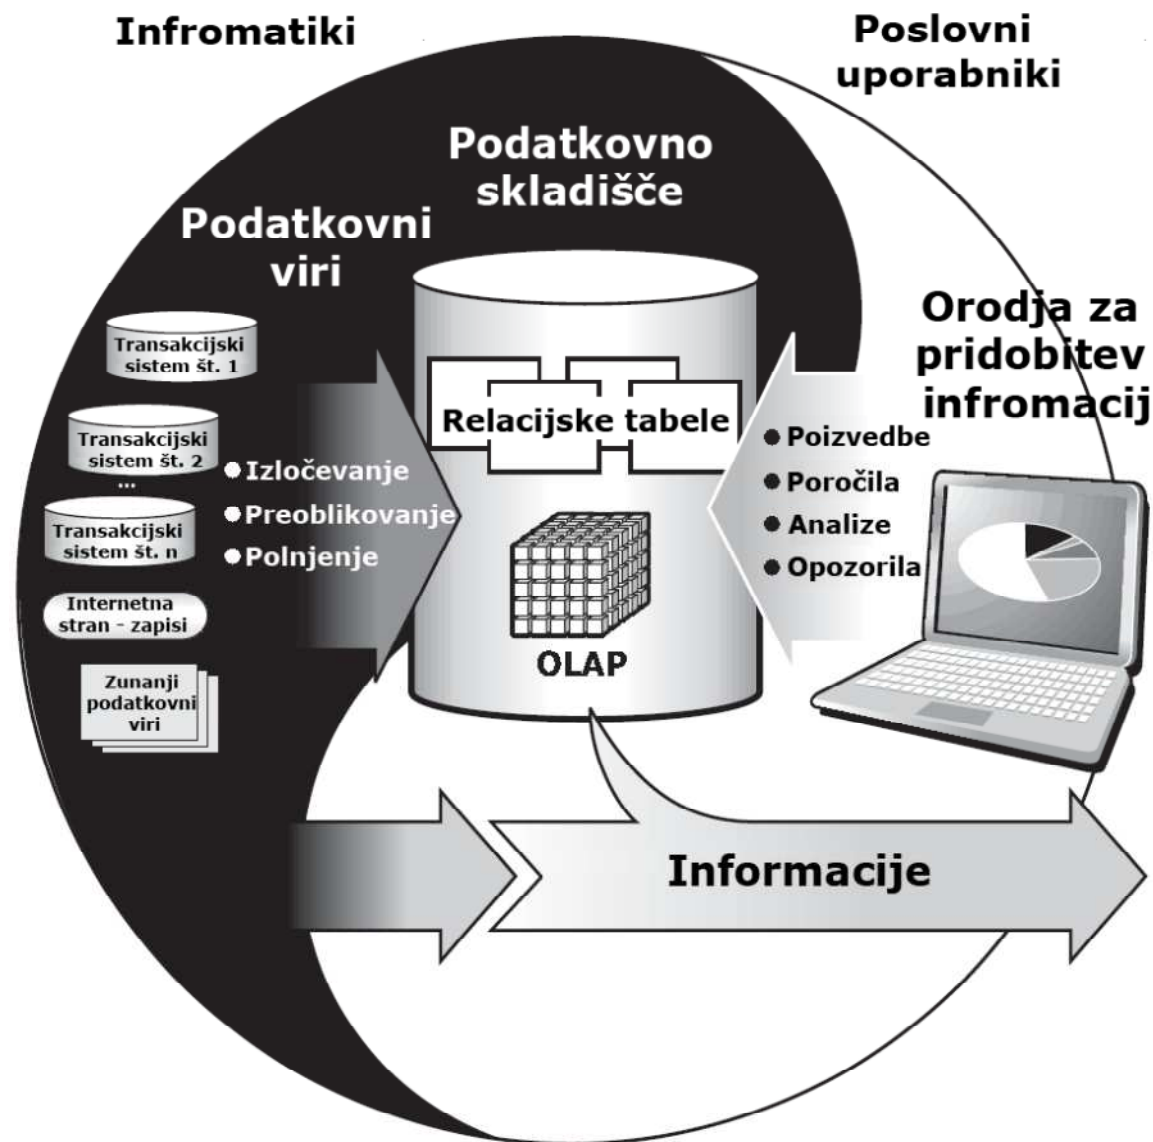 Infromatiki
Poslovni
uporabniki
Podatkovno
skladišče
Podatkovni
viri
Transakcijski
sistem št. 1
Transakcijski
sistem št. 2
...
Transakcijski
sistem št. n
Internetna
stran - zapisi
Zunanji
podatkovni
viri
Izločevanje
Preoblikovanje
Polnjenje
Relacijske tabele
OLAP
Orodja za
pridobitev
infromacij
Poizvedbe
Poročila
Analize
Opozorila
Informacije